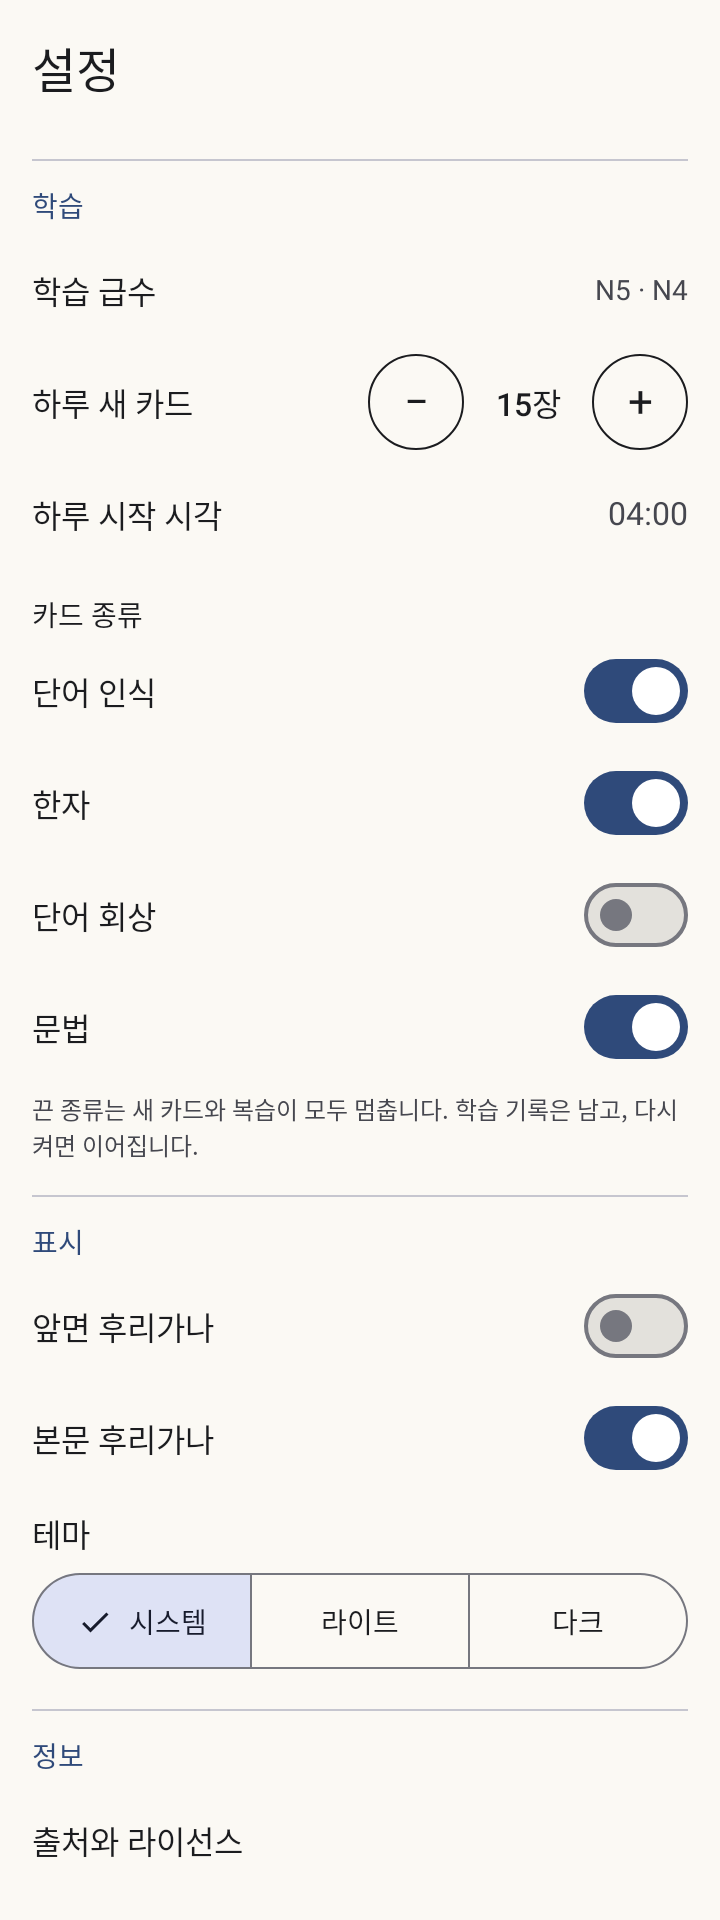 설정
학습
학습 급수 N5 · N4
하루 새 카드 − 15장 +
하루 시작 시각 04:00
카드 종류
단어 인식
한자
단어 회상
문법
끈 종류는 새 카드와 복습이 모두 멈춥니다. 학습 기록은 남고, 다시
켜면 이어집니다.
표시
앞면 후리가나
본문 후리가나
테마
시스템 라이트 다크
정보
출처와 라이선스